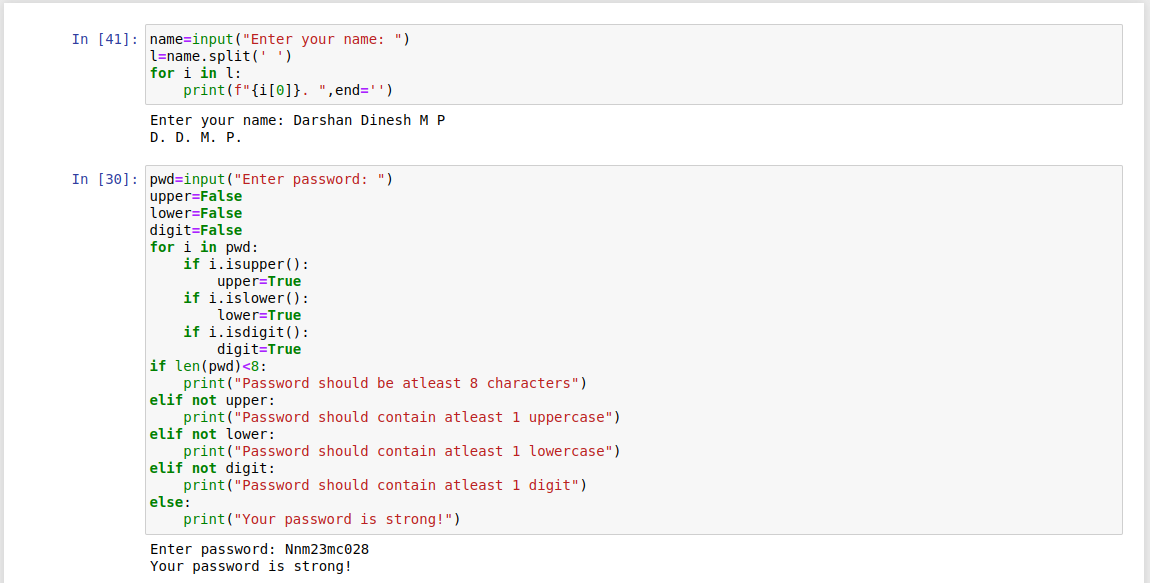 In [41]: name=input("Enter your name: ")
l=name.split(' ')
for i in l:
    print(f"{i[0]}. ",end='')
Enter your name: Darshan Dinesh M P
D. D. M. P.
In [30]: pwd=input("Enter password: ")
upper=False
lower=False
digit=False
for i in pwd:
    if i.isupper():
        upper=True
    if i.islower():
        lower=True
    if i.isdigit():
        digit=True
if len(pwd)<8:
    print("Password should be atleast 8 characters")
elif not upper:
    print("Password should contain atleast 1 uppercase")
elif not lower:
    print("Password should contain atleast 1 lowercase")
elif not digit:
    print("Password should contain atleast 1 digit")
else:
    print("Your password is strong!")
Enter password: Nnm23mc028
Your password is strong!